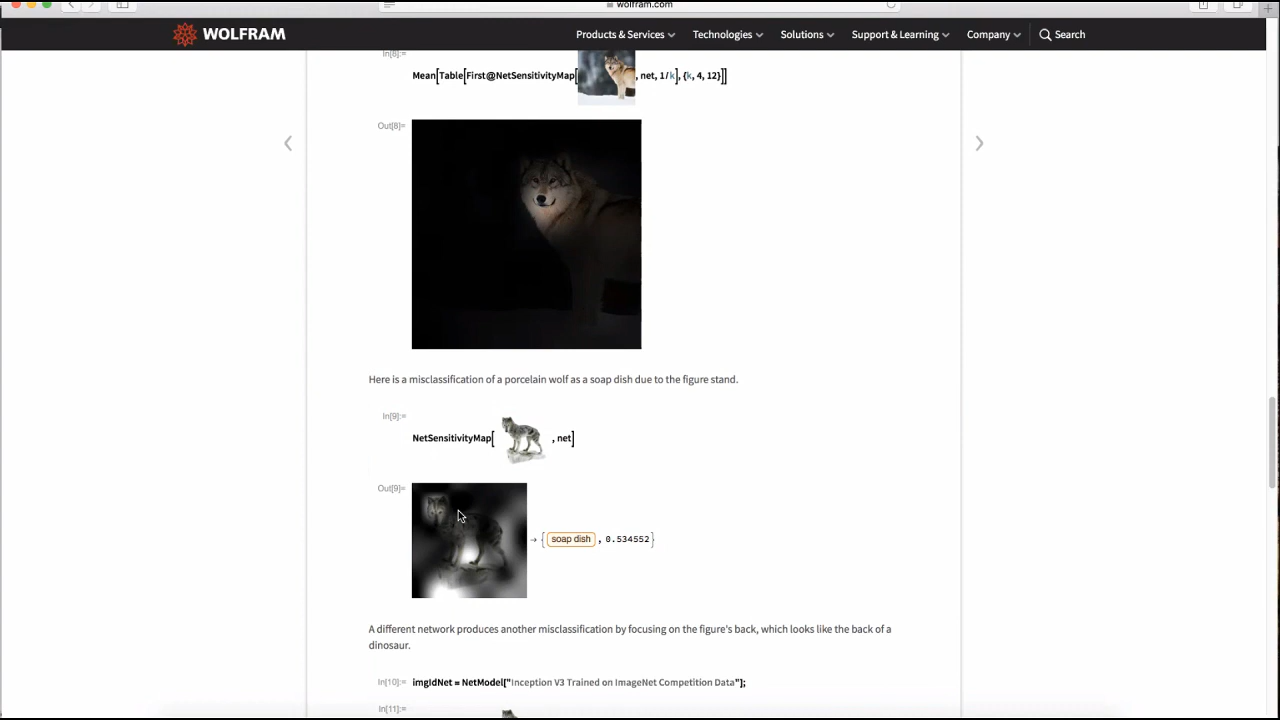 wolfram.com
WOLFRAM
Products & Services Technologies Solutions Support & Learning Company Search
In[8]:=
Mean[Table[First@NetSensitivityMap[ , net, 1/k], {k, 4, 12}]]
Out[8]=
Here is a misclassification of a porcelain wolf as a soap dish due to the figure stand.
In[9]:=
NetSensitivityMap[ , net]
Out[9]=
→ { soap dish , 0.534552}
A different network produces another misclassification by focusing on the figure's back, which looks like the back of a
dinosaur.
In[10]:= imgIdNet = NetModel["Inception V3 Trained on ImageNet Competition Data"];
In[11]:=